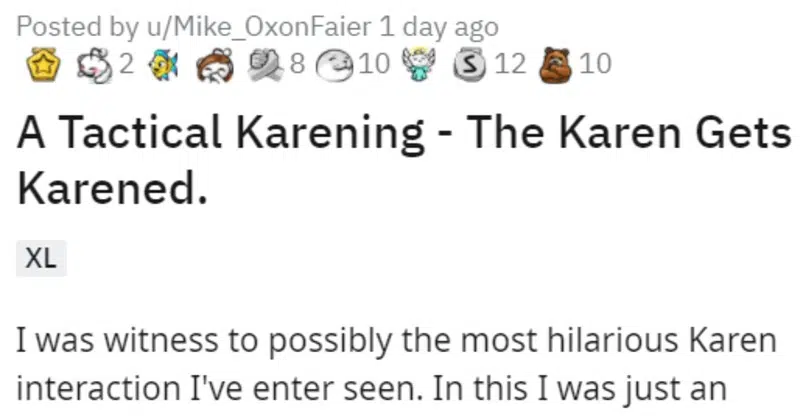 Posted by u/Mike_OxonFaier 1 day ago
2 8 10 S 12 10
A Tactical Karening - The Karen Gets
Karened.
XL
I was witness to possibly the most hilarious Karen
interaction I've enter seen. In this I was just an